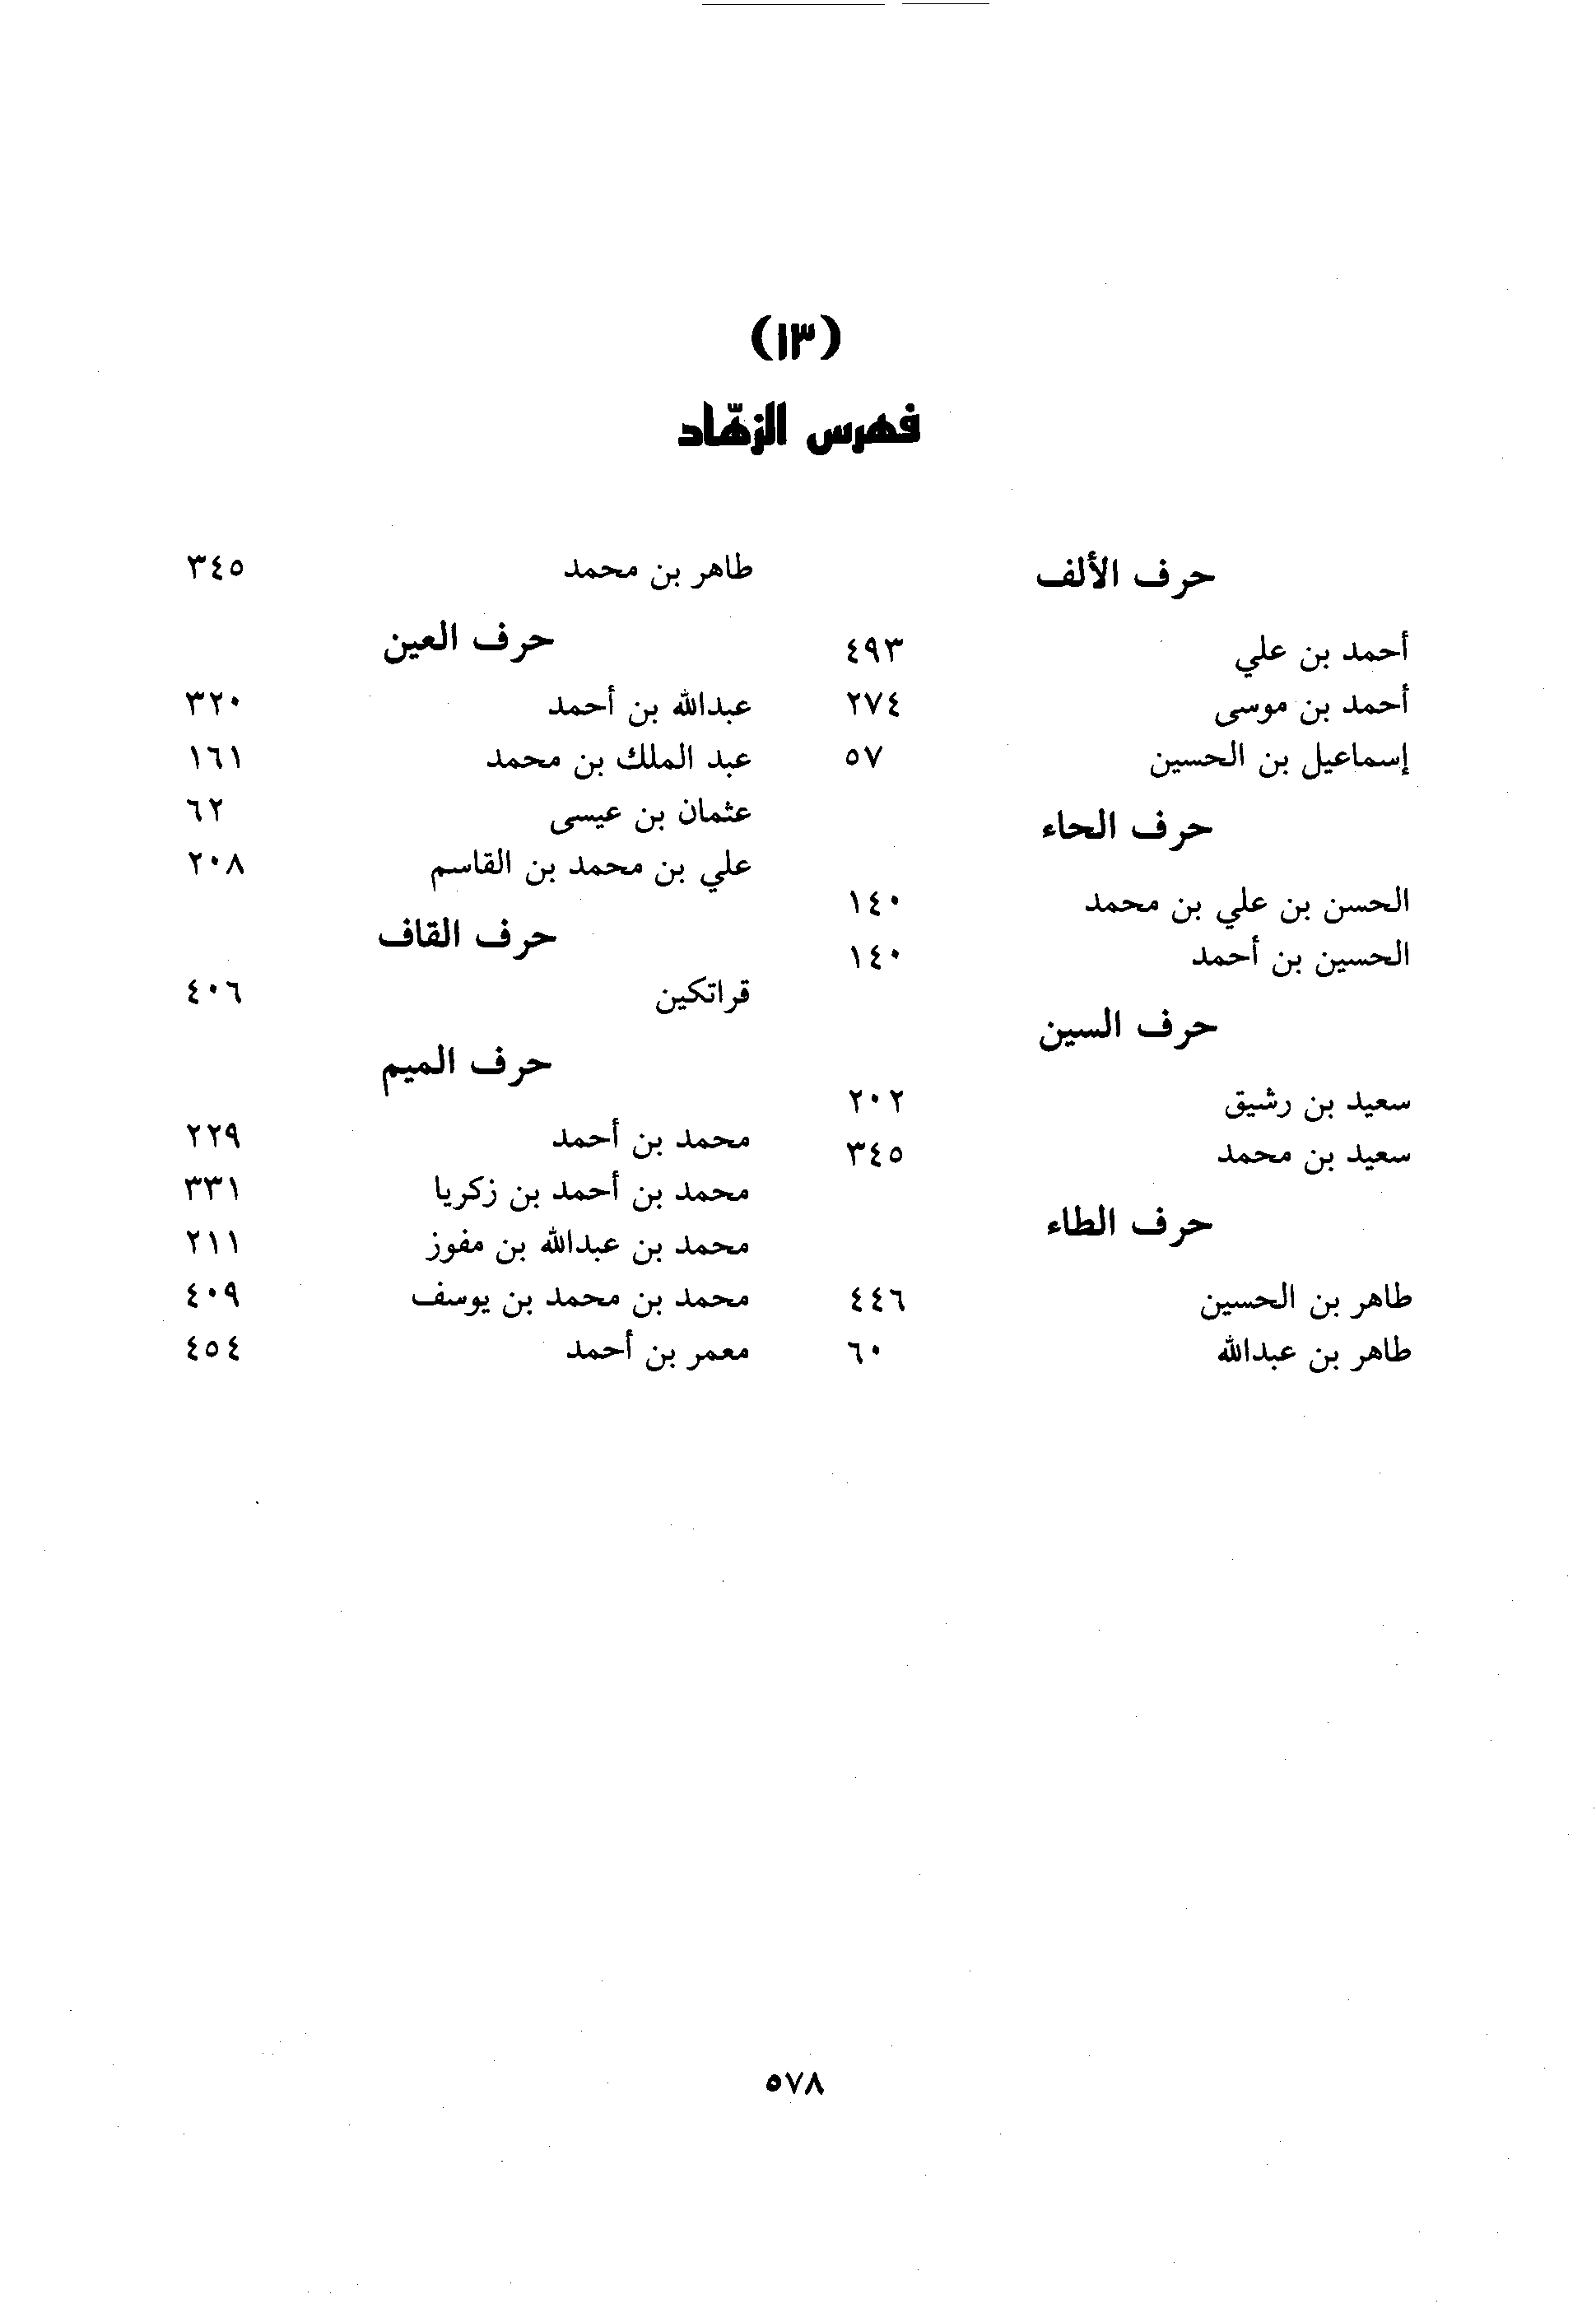 (١٣)
فهرس الزهّاد
حرف الألف
أحمد بن علي ٤٩٣
أحمد بن موسى ٢٧٤
إسماعيل بن الحسين ٥٧
حرف الحاء
الحسن بن علي بن محمد ١٤٠
الحسين بن أحمد ١٤٠
حرف السين
سعيد بن رشيق ٢٠٢
سعيد بن محمد ٣٤٥
حرف الطاء
طاهر بن الحسين ٤٤٦
طاهر بن عبدالله ٦٠
طاهر بن محمد ٣٤٥
حرف العين
عبدالله بن أحمد ٣٢٠
عبد الملك بن محمد ١٦١
عثمان بن عيسى ٦٢
علي بن محمد بن القاسم ٢٠٨
حرف القاف
قراتكين ٤٠٦
حرف الميم
محمد بن أحمد ٢٢٩
محمد بن أحمد بن زكريا ٣٣١
محمد بن عبدالله بن مفوز ٢١١
محمد بن محمد بن يوسف ٤٠٩
معمر بن أحمد ٤٥٤
٥٧٨